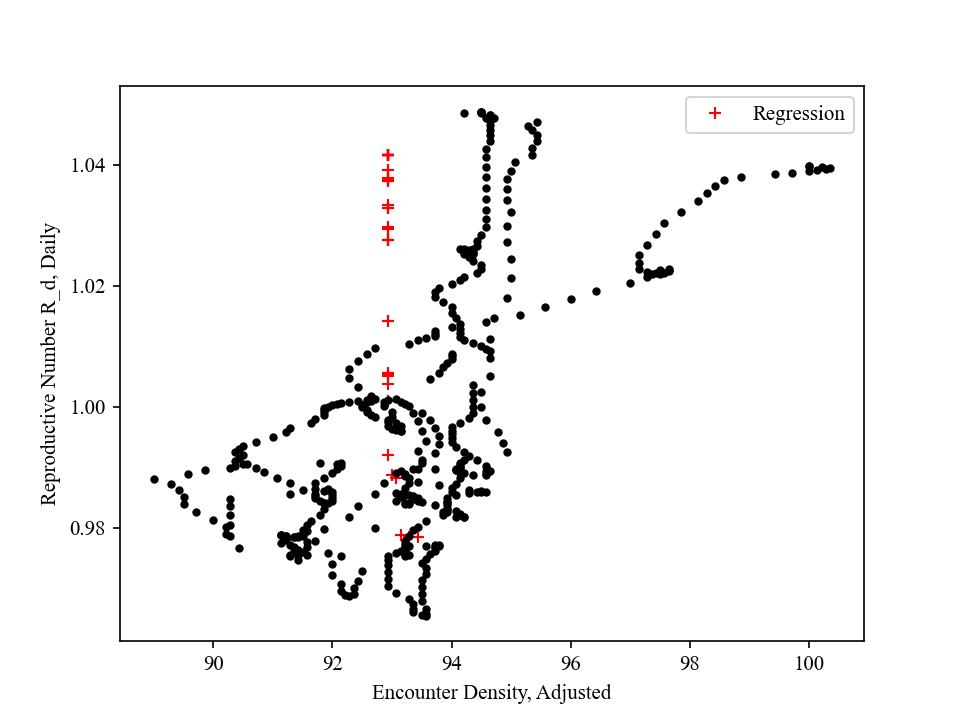 Regression
1.04
1.02
1.00
0.98
Reproductive Number R_d, Daily
90 92 94 96 98 100
Encounter Density, Adjusted